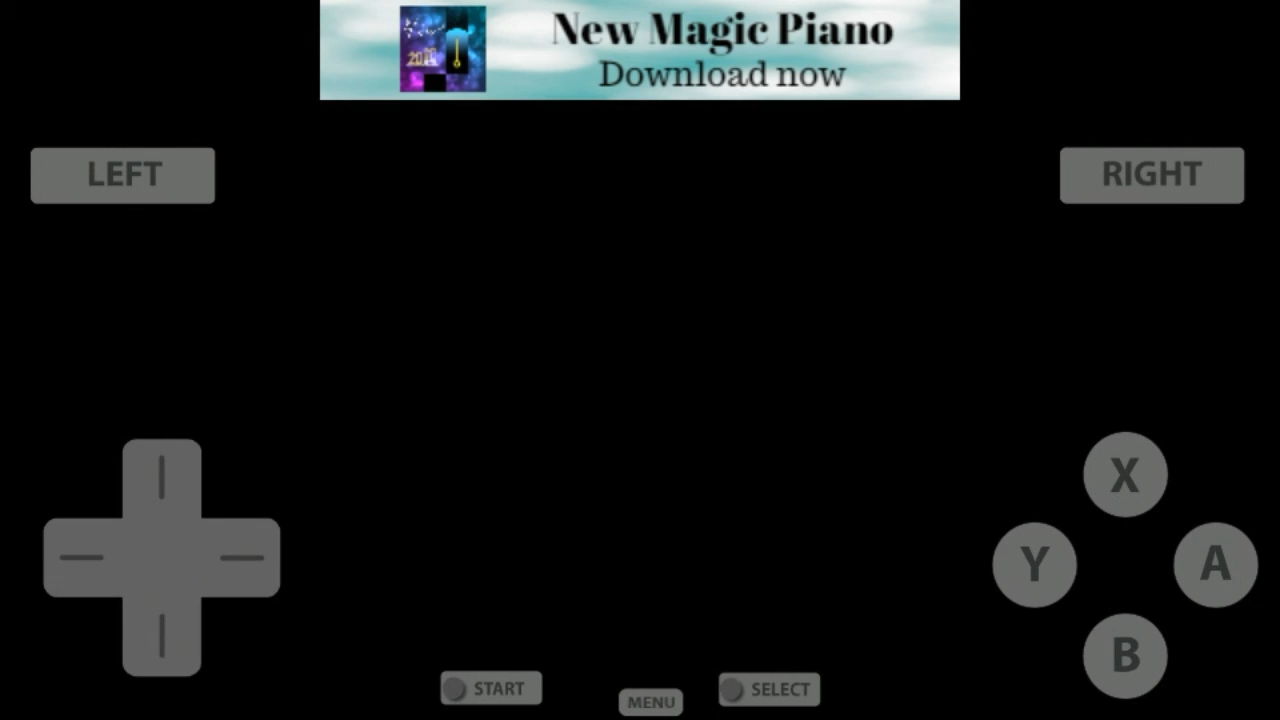 New Magic Piano
Download now
LEFT
RIGHT
X
Y
A
B
START
SELECT
MENU